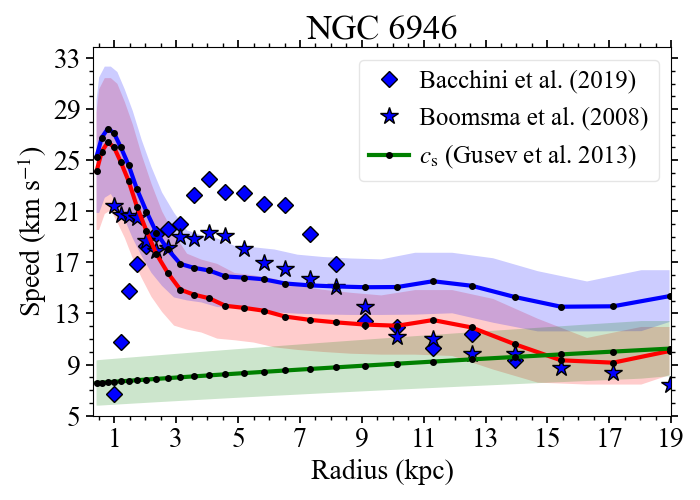 NGC 6946
Speed (km s⁻¹)
33
29
25
21
17
13
9
5
Bacchini et al. (2019)
Boomsma et al. (2008)
cₛ (Gusev et al. 2013)
1 3 5 7 9 11 13 15 17 19
Radius (kpc)